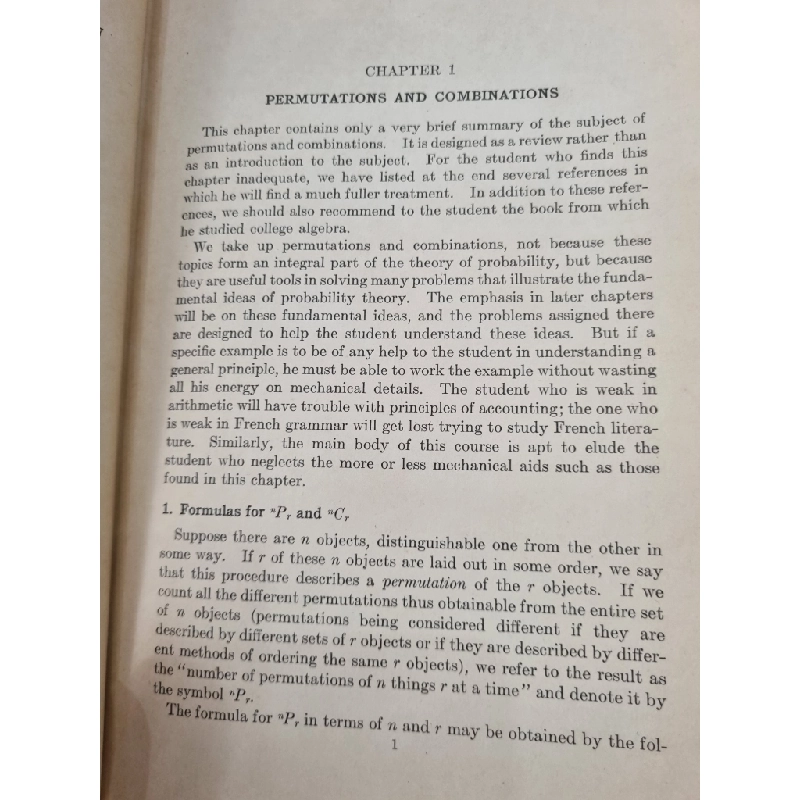 CHAPTER 1
PERMUTATIONS AND COMBINATIONS
This chapter contains only a very brief summary of the subject of
permutations and combinations. It is designed as a review rather than
as an introduction to the subject. For the student who finds this
chapter inadequate, we have listed at the end several references in
which he will find a much fuller treatment. In addition to these refer-
ences, we should also recommend to the student the book from which
he studied college algebra.
We take up permutations and combinations, not because these
topics form an integral part of the theory of probability, but because
they are useful tools in solving many problems that illustrate the funda-
mental ideas of probability theory. The emphasis in later chapters
will be on these fundamental ideas, and the problems assigned there
are designed to help the student understand these ideas. But if a
specific example is to be of any help to the student in understanding a
general principle, he must be able to work the example without wasting
all his energy on mechanical details. The student who is weak in
arithmetic will have trouble with principles of accounting; the one who
is weak in French grammar will get lost trying to study French litera-
ture. Similarly, the main body of this course is apt to elude the
student who neglects the more or less mechanical aids such as those
found in this chapter.
1. Formulas for ⁿPᵣ and ⁿCᵣ
Suppose there are n objects, distinguishable one from the other in
some way. If r of these n objects are laid out in some order, we say
that this procedure describes a permutation of the r objects. If we
count all the different permutations thus obtainable from the entire set
of n objects (permutations being considered different if they are
described by different sets of r objects or if they are described by differ-
ent methods of ordering the same r objects), we refer to the result as
the "number of permutations of n things r at a time" and denote it by
the symbol ⁿPᵣ.
The formula for ⁿPᵣ in terms of n and r may be obtained by the fol-
1